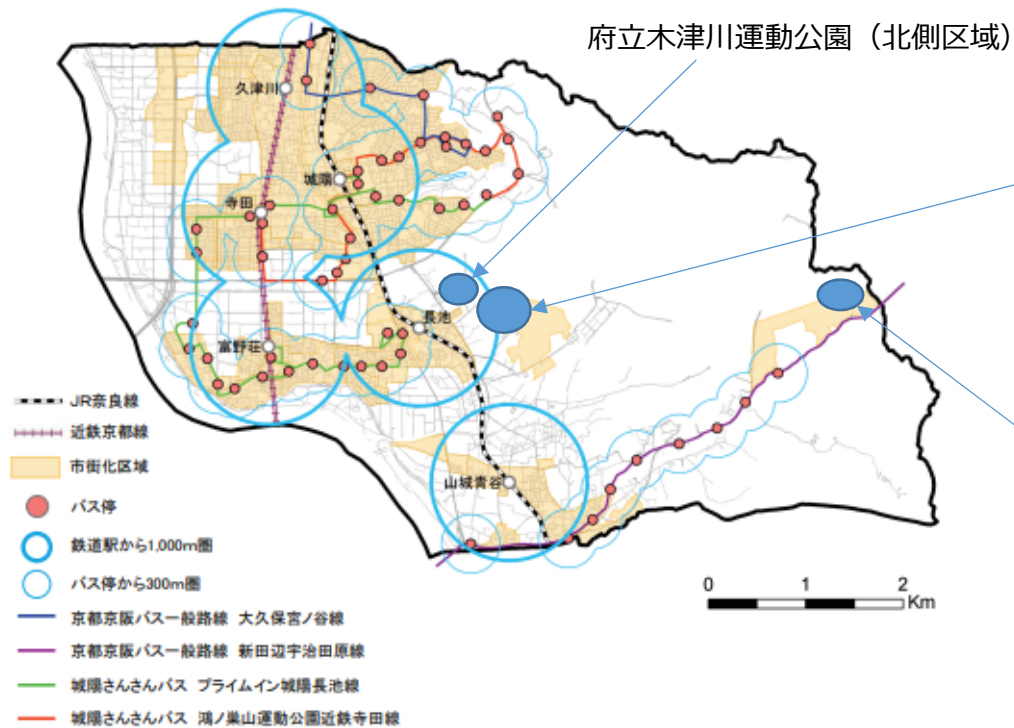 府立木津川運動公園（北側区域）
久津川
城陽
寺田
長池
富野荘
山城青谷
JR奈良線
近鉄京都線
市街化区域
バス停
鉄道駅から1,000m圏
バス停から300m圏
京都京阪バス一般路線 大久保宮ノ谷線
京都京阪バス一般路線 新田辺宇治田原線
城陽さんさんバス プライムイン城陽長池線
城陽さんさんバス 鴻ノ巣山運動公園近鉄寺田線
0 1 2
Km